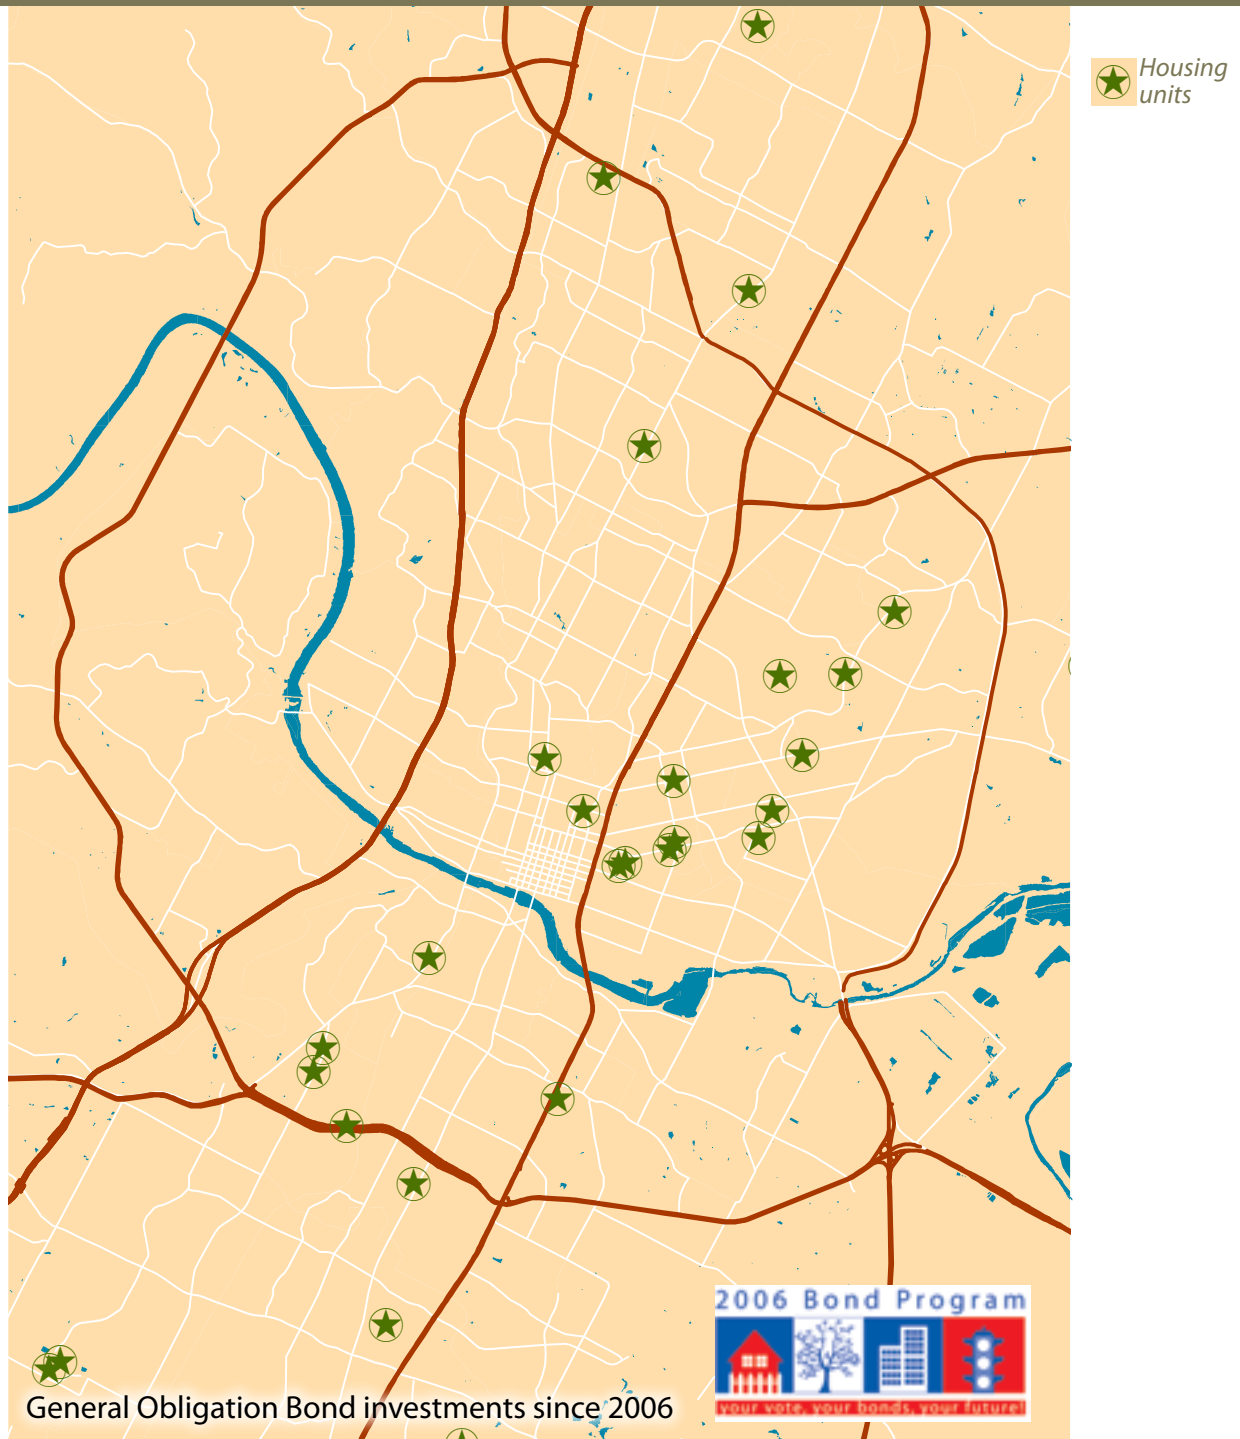 Housing
units
2006 Bond Program
your vote, your bonds, your future!
General Obligation Bond investments since 2006